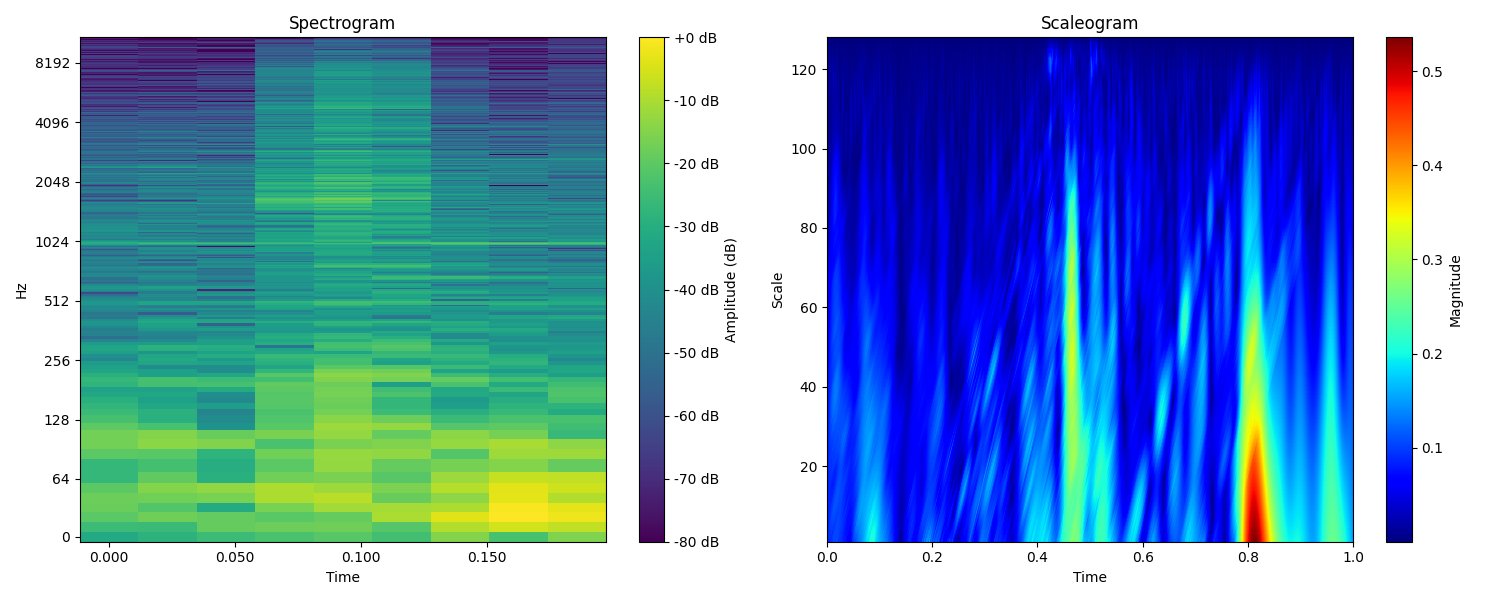 Spectrogram
8192
4096
2048
1024
512
256
128
64
0
Hz
0.000 0.050 0.100 0.150
Time
+0 dB
-10 dB
-20 dB
-30 dB
-40 dB
-50 dB
-60 dB
-70 dB
-80 dB
Amplitude (dB)
Scaleogram
120
100
80
60
40
20
Scale
0.0 0.2 0.4 0.6 0.8 1.0
Time
0.5
0.4
0.3
0.2
0.1
Magnitude